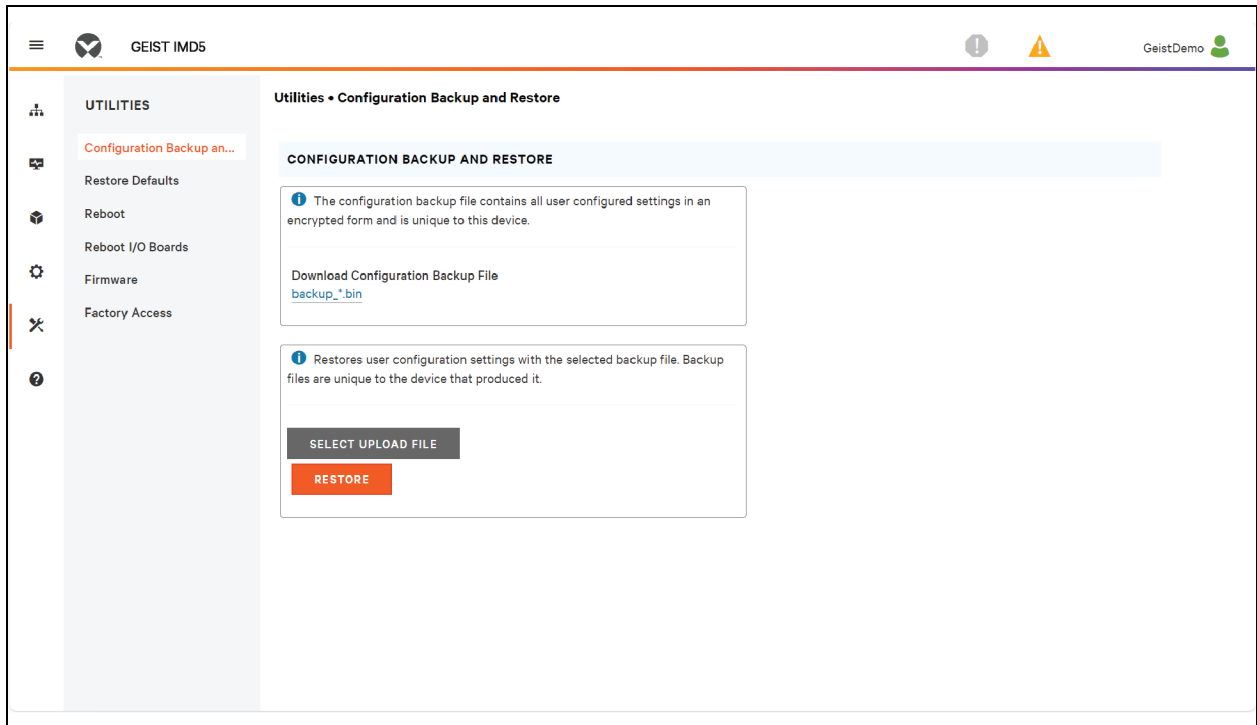 GEIST IMD5
GeistDemo
UTILITIES
Configuration Backup an...
Restore Defaults
Reboot
Reboot I/O Boards
Firmware
Factory Access
Utilities • Configuration Backup and Restore
CONFIGURATION BACKUP AND RESTORE
The configuration backup file contains all user configured settings in an
encrypted form and is unique to this device.
Download Configuration Backup File
backup_*.bin
Restores user configuration settings with the selected backup file. Backup
files are unique to the device that produced it.
SELECT UPLOAD FILE
RESTORE